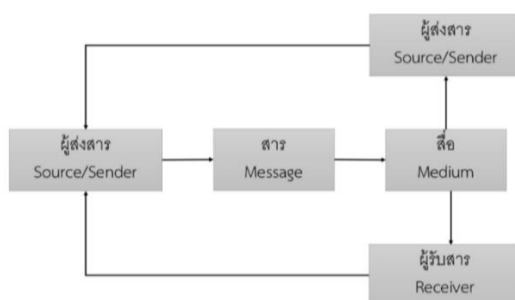 ผู้ส่งสาร
Source/Sender
ผู้ส่งสาร
Source/Sender
สาร
Message
สื่อ
Medium
ผู้รับสาร
Receiver